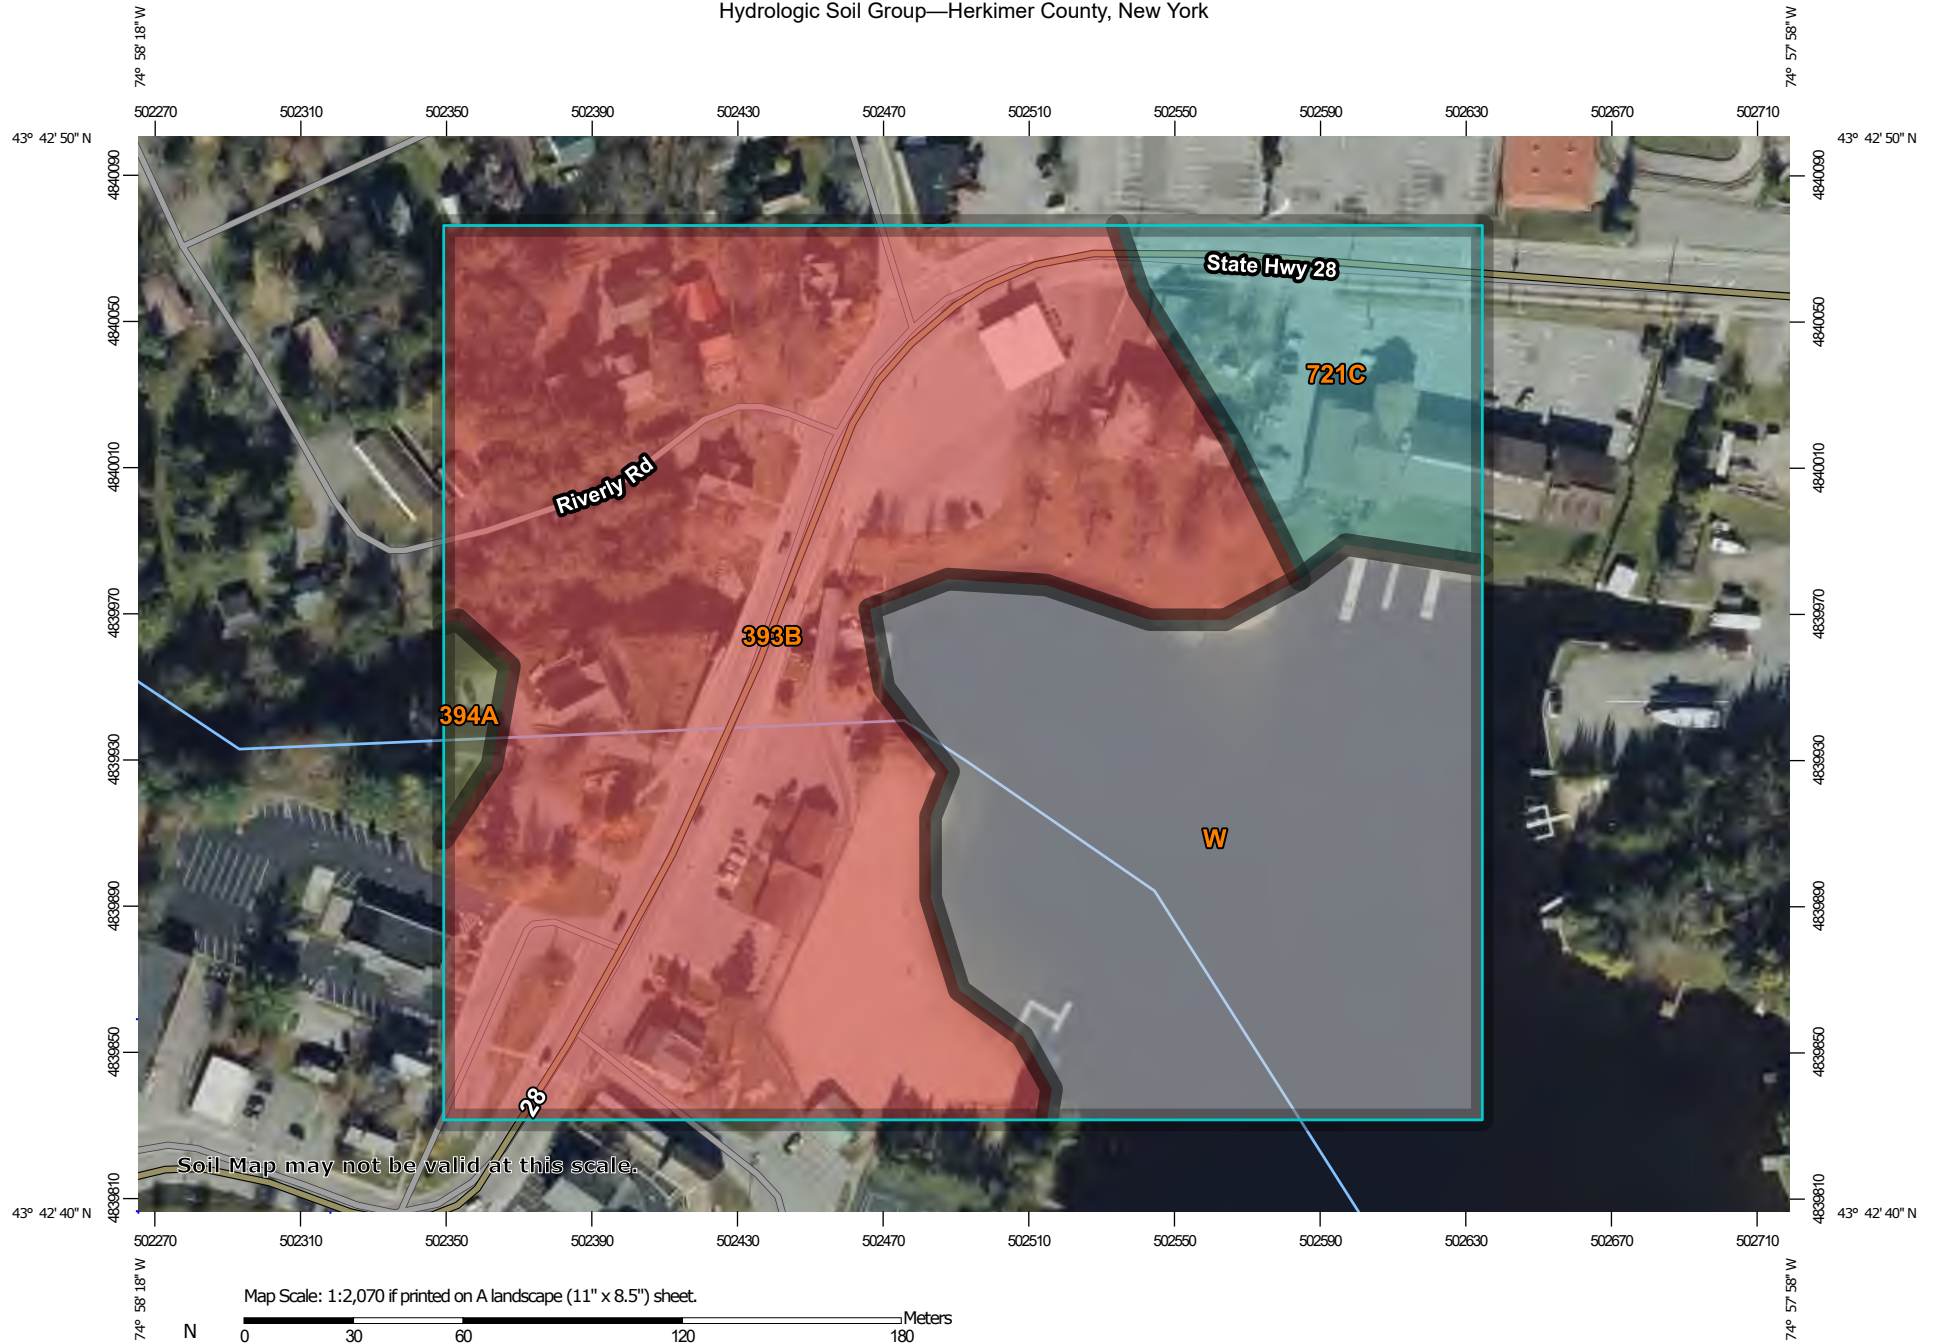 Hydrologic Soil Group—Herkimer County, New York
74° 58' 18" W
74° 57' 58" W
502270 502310 502350 502390 502430 502470 502510 502550 502590 502630 502670 502710
43° 42' 50" N
43° 42' 50" N
4840090
4840090
State Hwy 28
4840050
4840050
721C
Riverly Rd
4840010
4840010
4839970
4839970
393B
394A
4839930
4839930
W
4839890
4839890
4839850
4839850
28
Soil Map may not be valid at this scale.
4839810
4839810
43° 42' 40" N
43° 42' 40" N
502270 502310 502350 502390 502430 502470 502510 502550 502590 502630 502670 502710
74° 58' 18" W
74° 57' 58" W
Map Scale: 1:2,070 if printed on A landscape (11" x 8.5") sheet.
Meters
N
0 30 60 120 180